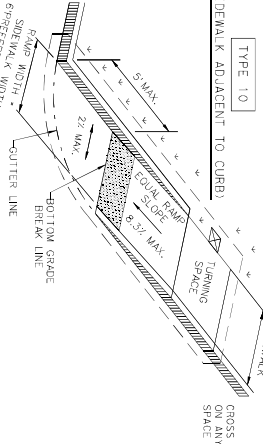 TYPE 10
DEWALK ADJACENT TO CURB)
5' MAX.
2% MAX.
EQUAL RAMP
SLOPE
8.3% MAX.
TURNING
SPACE
CROSS
ON ANY
SPACE
RAMP WIDTH -
SIDEWALK WIDTH
GUTTER LINE
BOTTOM GRADE
BREAK LINE